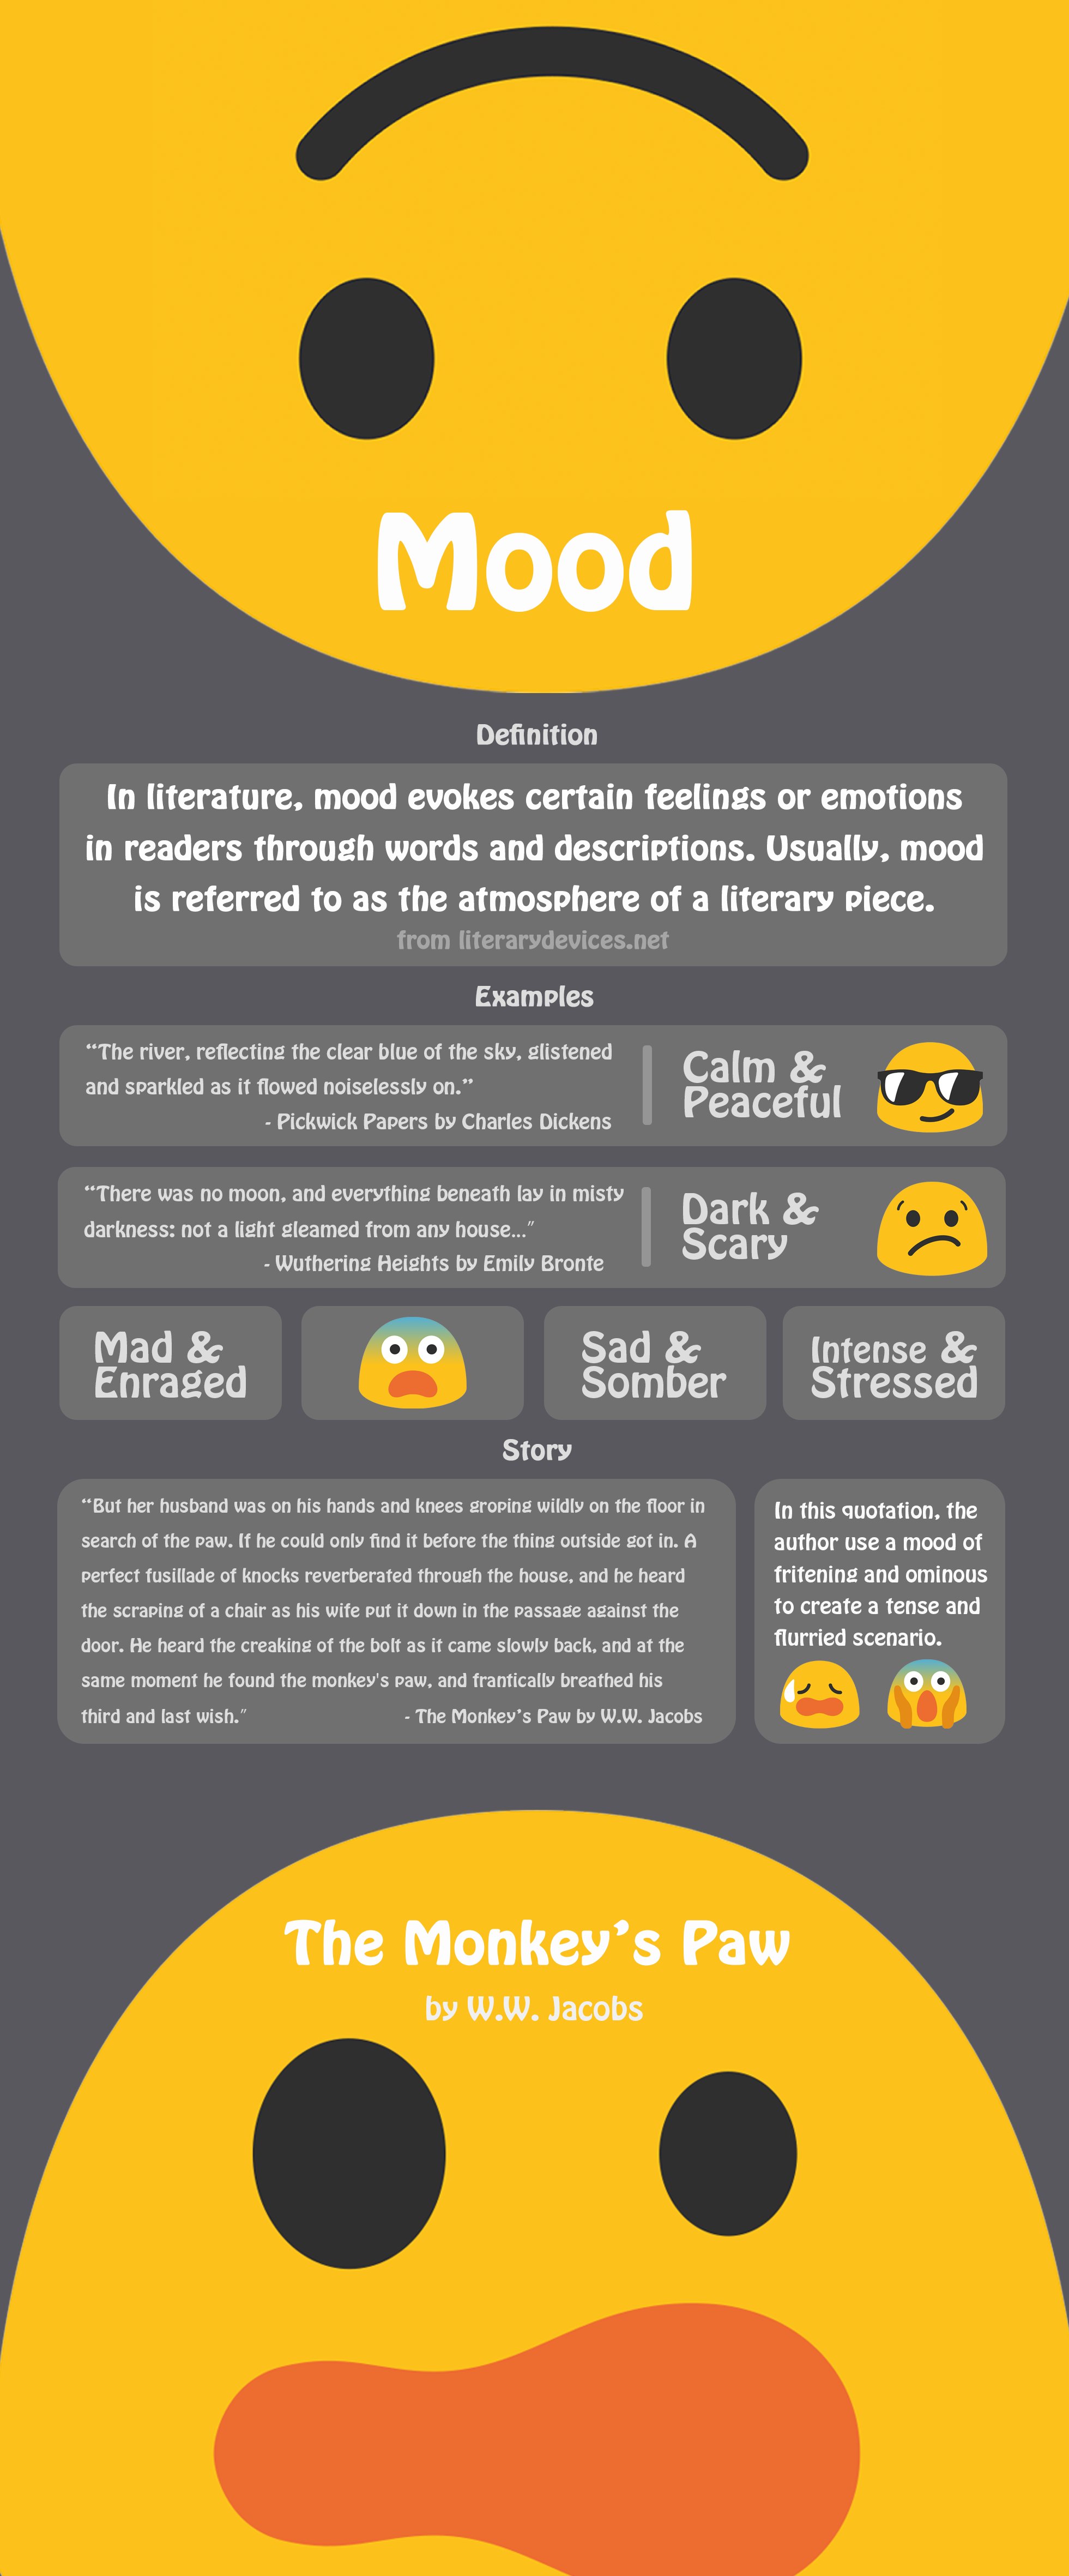 Mood
Definition
In literature, mood evokes certain feelings or emotions
in readers through words and descriptions. Usually, mood
is referred to as the atmosphere of a literary piece.
from literarydevices.net
Examples
“The river, reflecting the clear blue of the sky, glistened
and sparkled as it flowed noiselessly on.”
- Pickwick Papers by Charles Dickens
Calm &
Peaceful
“There was no moon, and everything beneath lay in misty
darkness: not a light gleamed from any house..."
- Wuthering Heights by Emily Bronte
Dark &
Scary
Mad &
Enraged
Sad &
Somber
Intense &
Stressed
Story
“But her husband was on his hands and knees groping wildly on the floor in
search of the paw. If he could only find it before the thing outside got in. A
perfect fusillade of knocks reverberated through the house, and he heard
the scraping of a chair as his wife put it down in the passage against the
door. He heard the creaking of the bolt as it came slowly back, and at the
same moment he found the monkey's paw, and frantically breathed his
third and last wish."
- The Monkey’s Paw by W.W. Jacobs
In this quotation, the
author use a mood of
fritening and ominous
to create a tense and
flurried scenario.
The Monkey’s Paw
by W.W. Jacobs